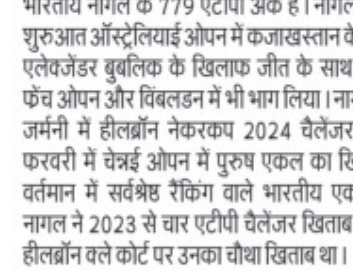 भारतीय नागल के 779 एटीपी अंक हैं। नागल
शुरुआत ऑस्ट्रेलियाई ओपन में कजाखस्तान के
एलेक्जेंडर बुबलिक के खिलाफ जीत के साथ
फ्रेंच ओपन और विंबलडन में भी भाग लिया। ना
जर्मनी में हीलब्रॉन नेकरकप 2024 चैलेंजर
फरवरी में चेन्नई ओपन में पुरुष एकल का खि
वर्तमान में सर्वश्रेष्ठ रैंकिंग वाले भारतीय एक
नागल ने 2023 से चार एटीपी चैलेंजर खिताब
हीलब्रॉन क्ले कोर्ट पर उनका चौथा खिताब था।